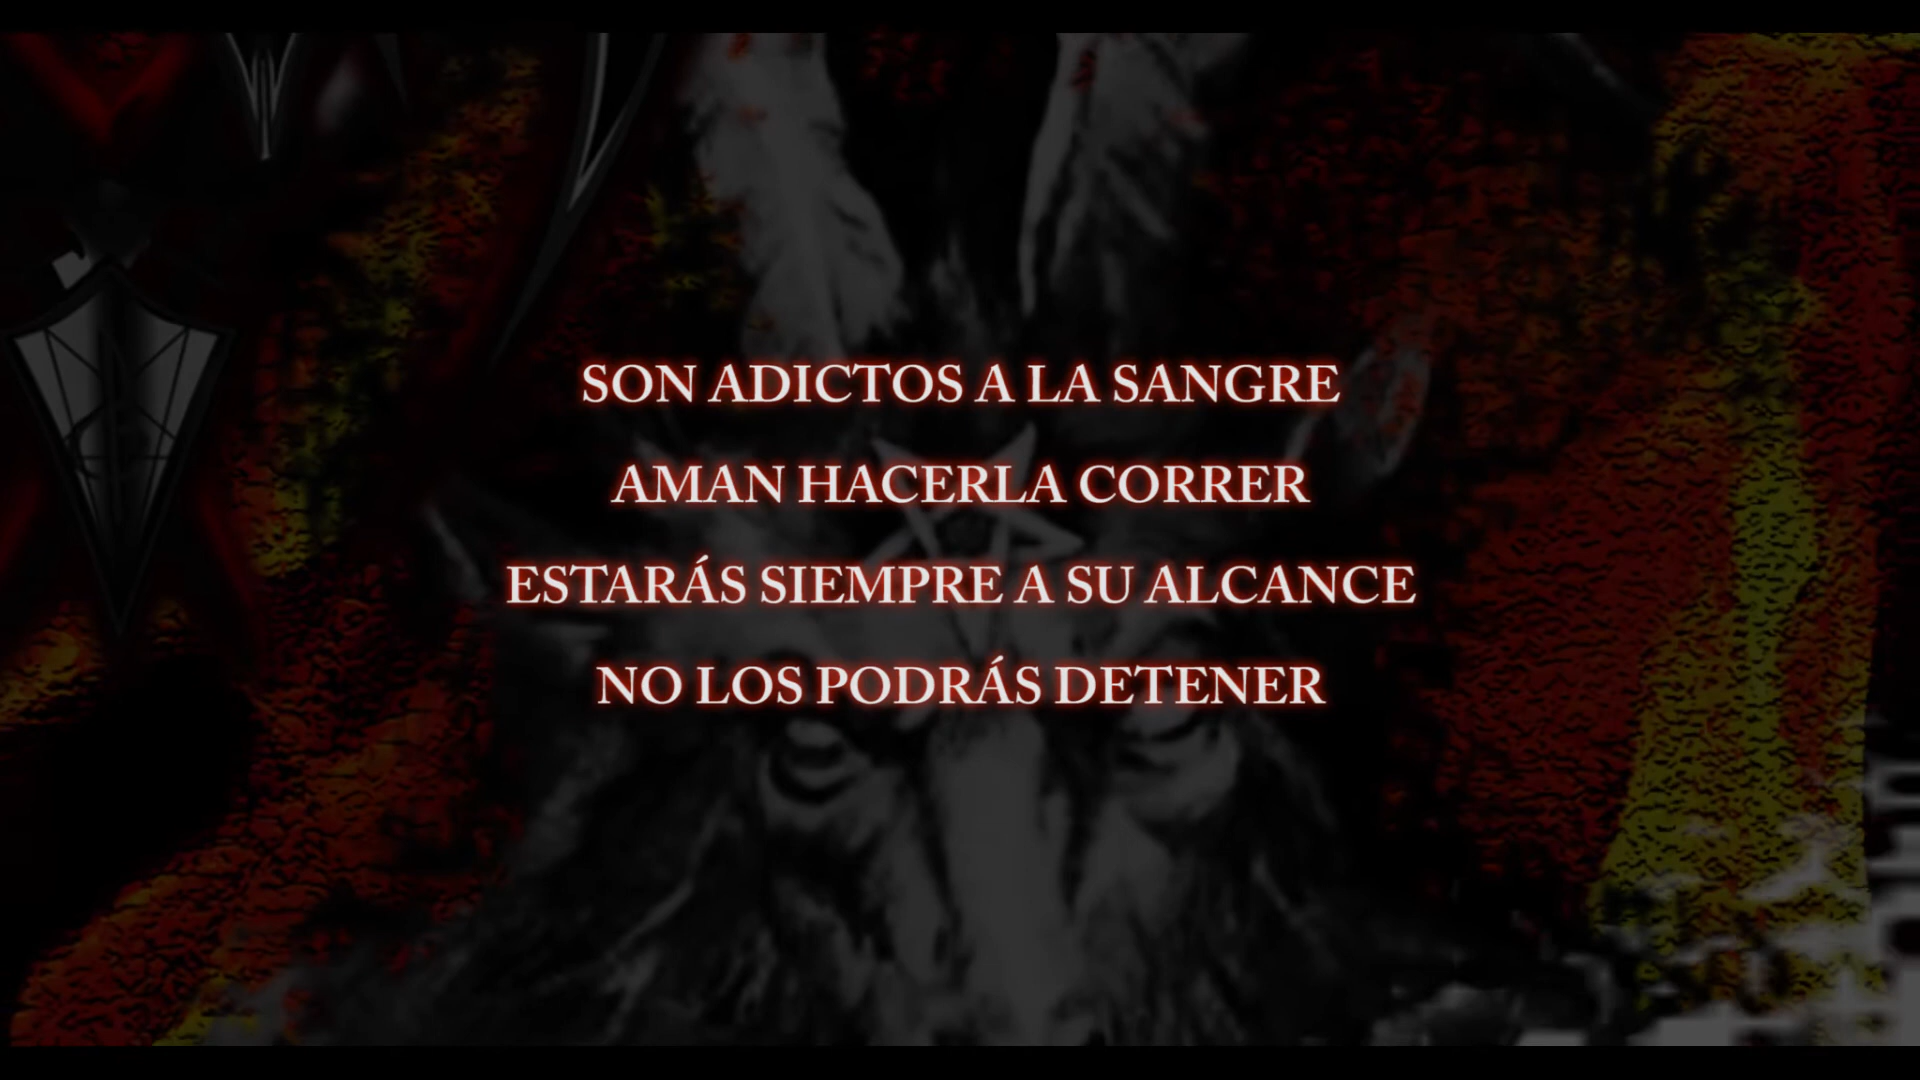 SON ADICTOS A LA SANGRE
AMAN HACERLA CORRER
ESTARÁS SIEMPRE A SU ALCANCE
NO LOS PODRÁS DETENER